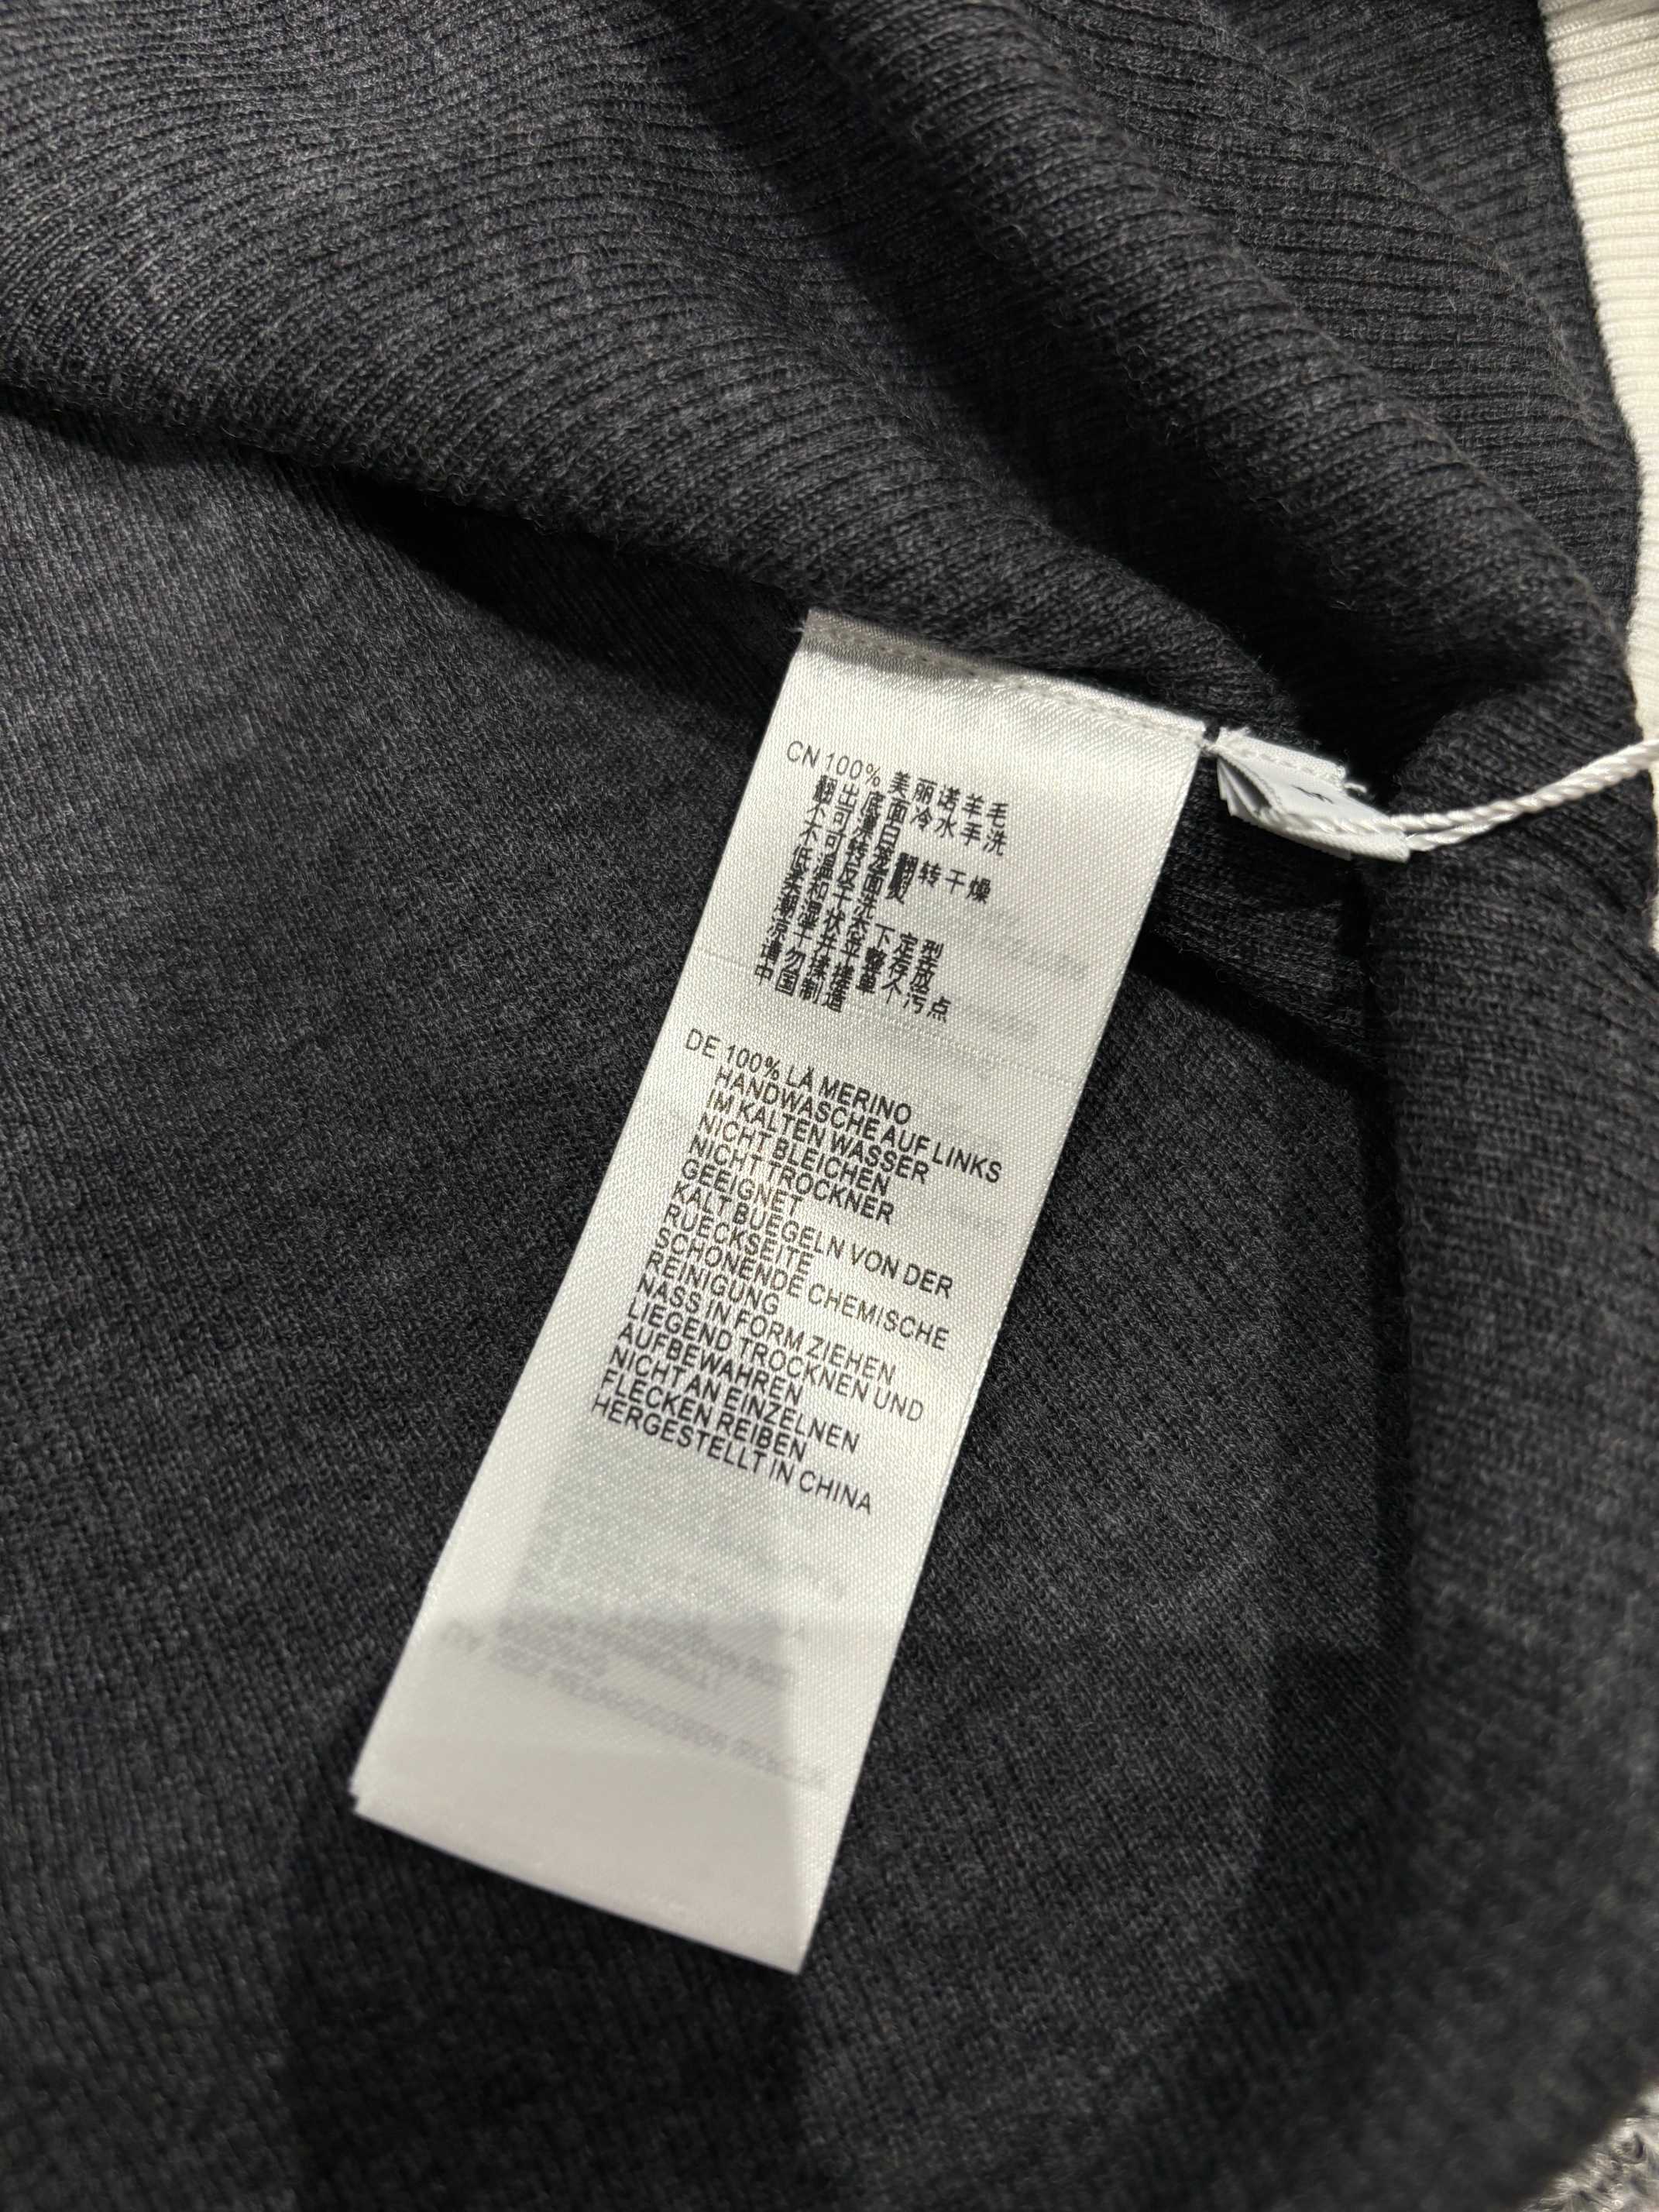 CN 100% 美丽诺羊毛
翻出底面冷水手洗
不可漂白
不可转笼翻转干燥
低温反面熨
柔和干洗
潮湿状态下定型
凉干并整存放
请勿揉搓单个污点
中国制造
DE 100% LA MERINO
HANDWASCHE AUF LINKS
IM KALTEN WASSER
NICHT BLEICHEN
NICHT TROCKNER
GEEIGNET
KALT BUEGELN VON DER
RUECKSEITE
SCHONENDE CHEMISCHE
REINIGUNG
NASS IN FORM ZIEHEN
LIEGEND TROCKNEN UND
AUFBEWAHREN
NICHT AN EINZELNEN
FLECKEN REIBEN
HERGESTELLT IN CHINA